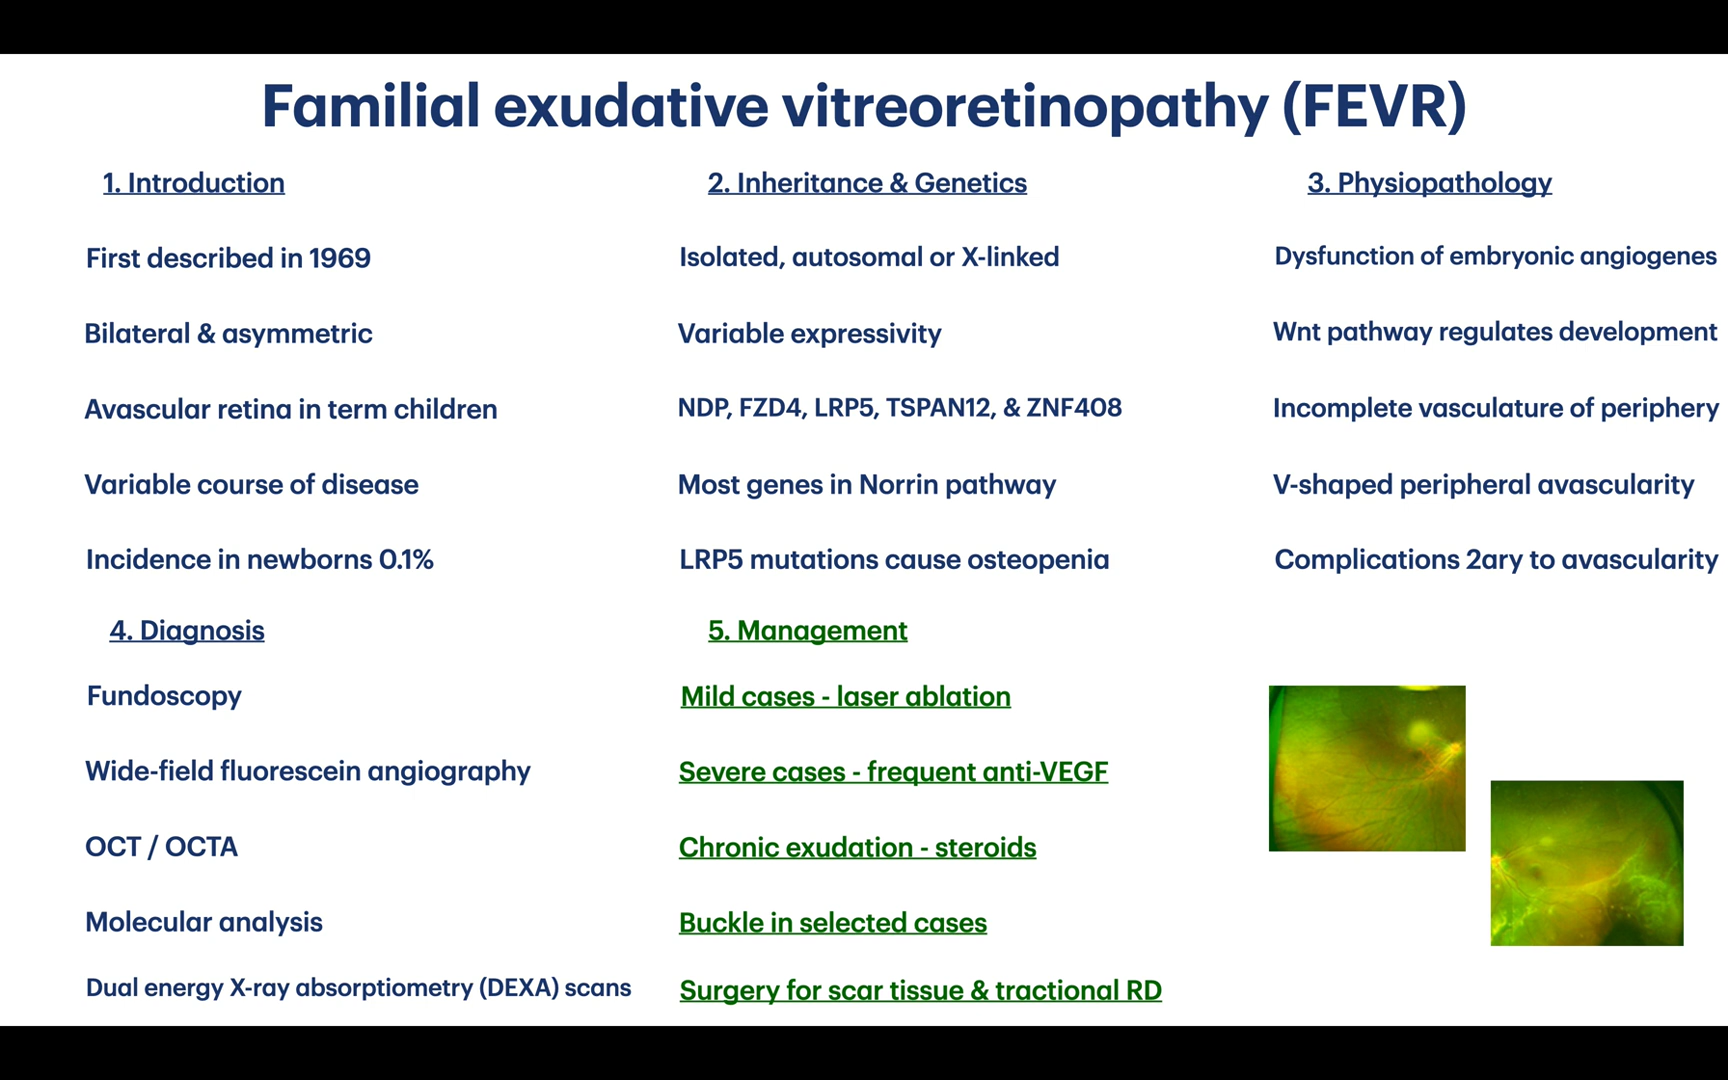 Familial exudative vitreoretinopathy (FEVR)
1. Introduction
First described in 1969
Bilateral & asymmetric
Avascular retina in term children
Variable course of disease
Incidence in newborns 0.1%
2. Inheritance & Genetics
Isolated, autosomal or X-linked
Variable expressivity
NDP, FZD4, LRP5, TSPAN12, & ZNF408
Most genes in Norrin pathway
LRP5 mutations cause osteopenia
3. Physiopathology
Dysfunction of embryonic angiogenes
Wnt pathway regulates development
Incomplete vasculature of periphery
V-shaped peripheral avascularity
Complications 2ary to avascularity
4. Diagnosis
Fundoscopy
Wide-field fluorescein angiography
OCT / OCTA
Molecular analysis
Dual energy X-ray absorptiometry (DEXA) scans
5. Management
Mild cases - laser ablation
Severe cases - frequent anti-VEGF
Chronic exudation - steroids
Buckle in selected cases
Surgery for scar tissue & tractional RD